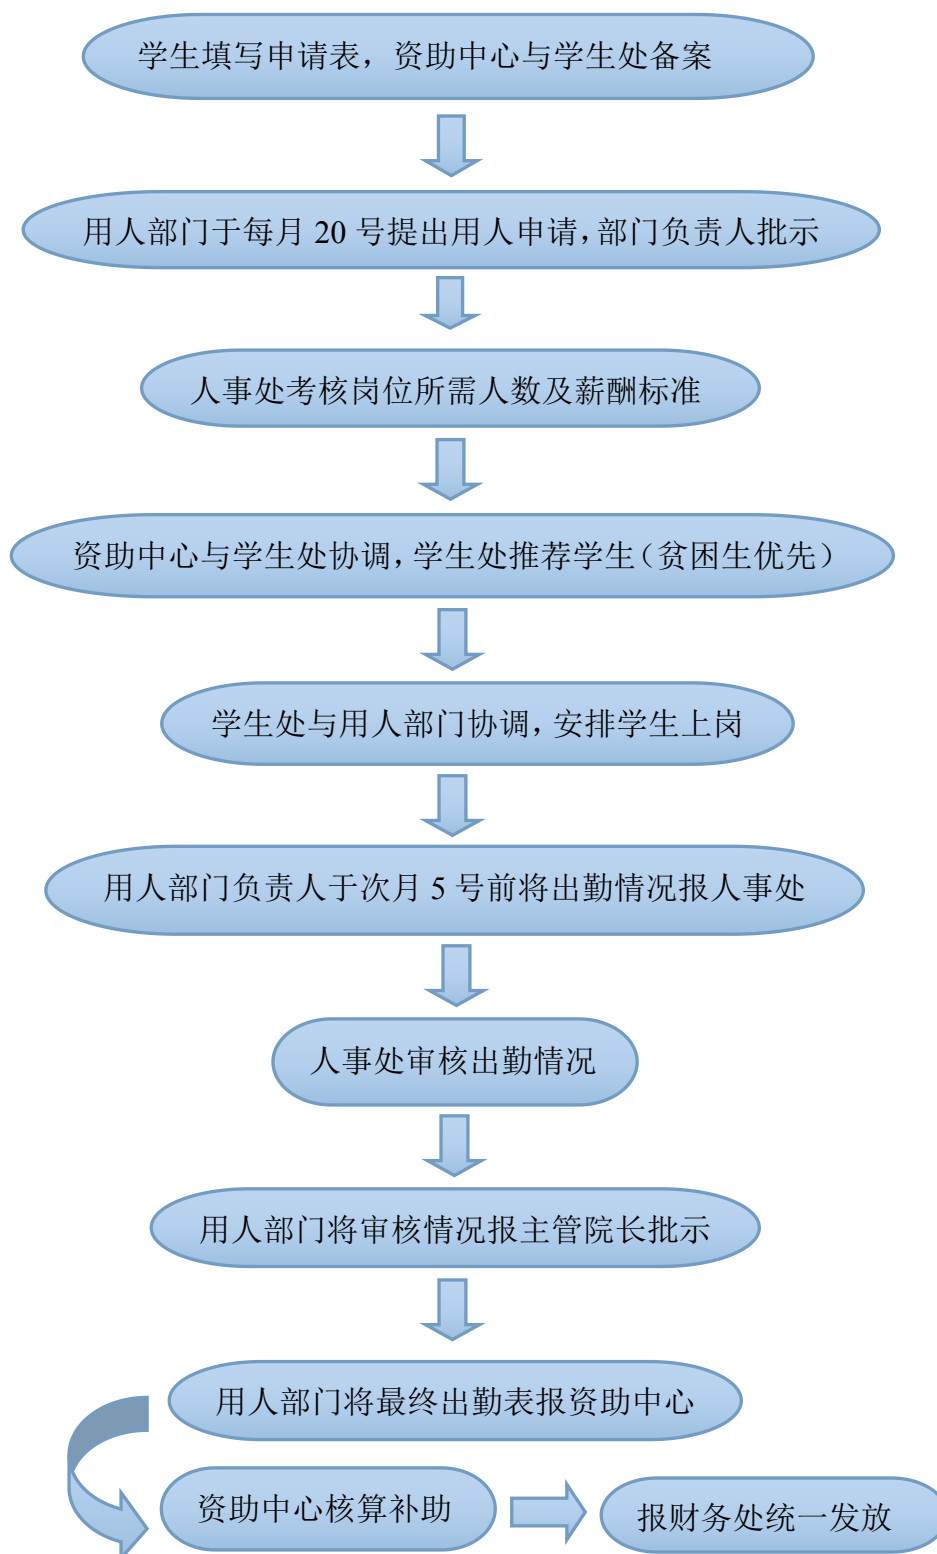 学生填写申请表，资助中心与学生处备案
用人部门于每月 20 号提出用人申请，部门负责人批示
人事处考核岗位所需人数及薪酬标准
资助中心与学生处协调，学生处推荐学生（贫困生优先）
学生处与用人部门协调，安排学生上岗
用人部门负责人于次月 5 号前将出勤情况报人事处
人事处审核出勤情况
用人部门将审核情况报主管院长批示
用人部门将最终出勤表报资助中心
资助中心核算补助
报财务处统一发放